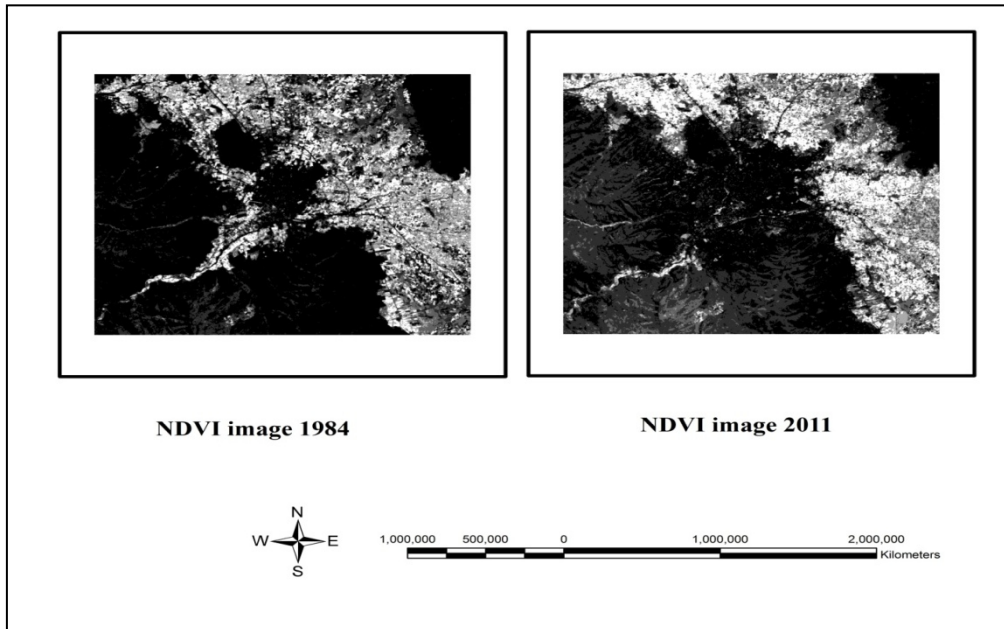 NDVI image 1984
NDVI image 2011
N
W E
S
1,000,000 500,000 0 1,000,000 2,000,000
Kilometers